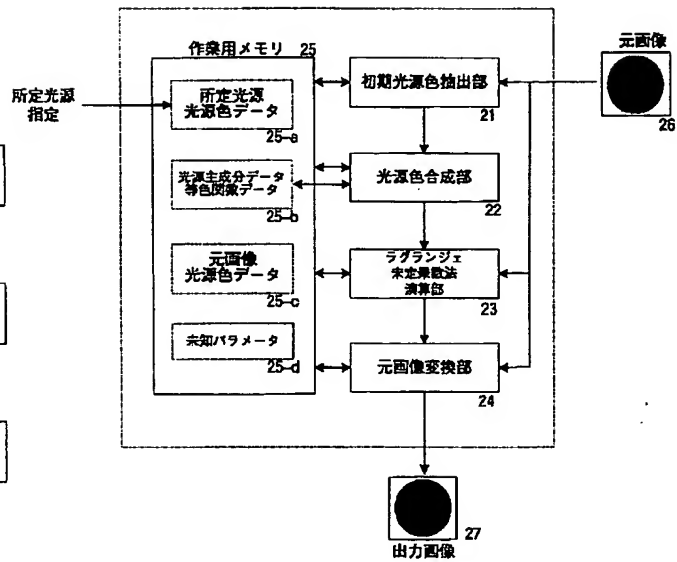 作業用メモリ 25
元画像
26
所定光源
指定
所定光源
光源色データ
25-a
初期光源色抽出部
21
光源主成分データ
等色関数データ
25-b
光源色合成部
22
元画像
光源色データ
25-c
ラグランジェ
未定乗数法
演算部
23
未知パラメータ
25-d
元画像変換部
24
27
出力画像